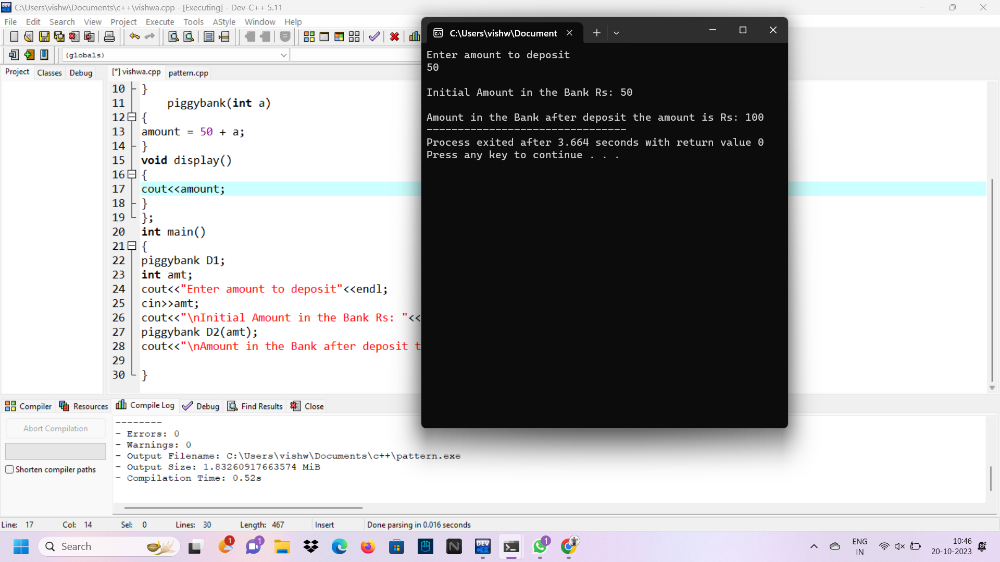 C:\Users\vishw\Documents\c++\vishwa.cpp - [Executing] - Dev-C++ 5.11
File Edit Search View Project Execute Tools AStyle Window Help
(globals)
Project Classes Debug
[*] vishwa.cpp pattern.cpp
10 }
11 piggybank(int a)
12 {
13 amount = 50 + a;
14 }
15 void display()
16 {
17 cout<<amount;
18 }
19 };
20 int main()
21 {
22 piggybank D1;
23 int amt;
24 cout<<"Enter amount to deposit"<<endl;
25 cin>>amt;
26 cout<<"\nInitial Amount in the Bank Rs: "<<
27 piggybank D2(amt);
28 cout<<"\nAmount in the Bank after deposit t
29
30 }
C:\Users\vishw\Document
Enter amount to deposit
50
Initial Amount in the Bank Rs: 50
Amount in the Bank after deposit the amount is Rs: 100
--------------------------------
Process exited after 3.664 seconds with return value 0
Press any key to continue . . .
Compiler Resources Compile Log Debug Find Results Close
Abort Compilation
Shorten compiler paths
--------
- Errors: 0
- Warnings: 0
- Output Filename: C:\Users\vishw\Documents\c++\pattern.exe
- Output Size: 1.83260917663574 MiB
- Compilation Time: 0.52s
Line: 17 Col: 14 Sel: 0 Lines: 30 Length: 467 Insert Done parsing in 0.016 seconds
Search
1
1
DEV
C++
1
ENG
IN
10:46
20-10-2023